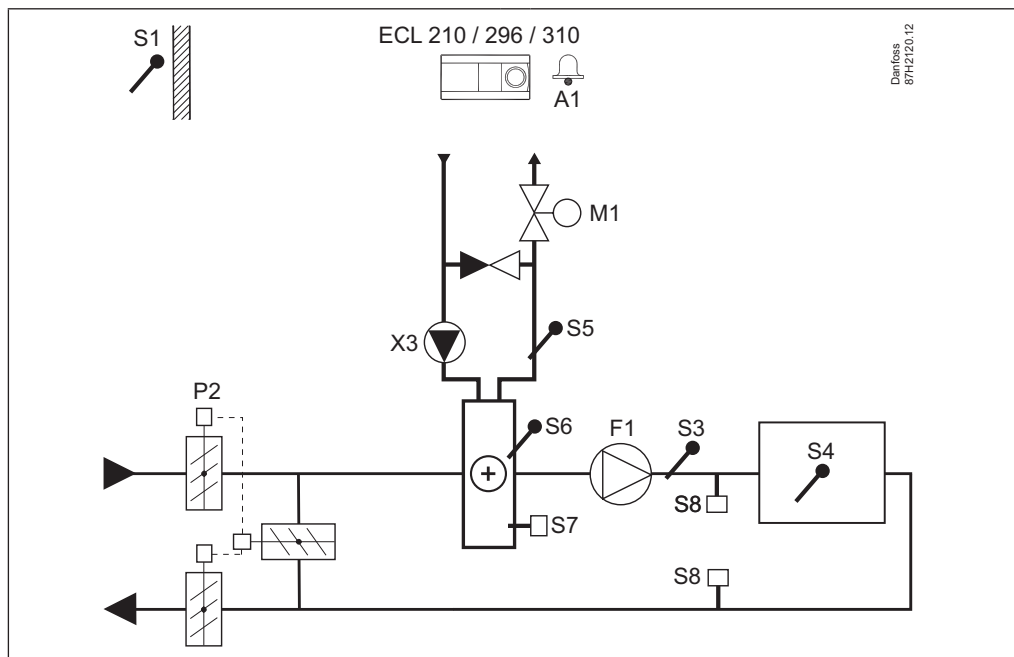 S1
ECL 210 / 296 / 310
A1
Danfoss
87H2120.12
M1
X3
S5
P2
S6
F1
S3
S4
S8
S7
S8